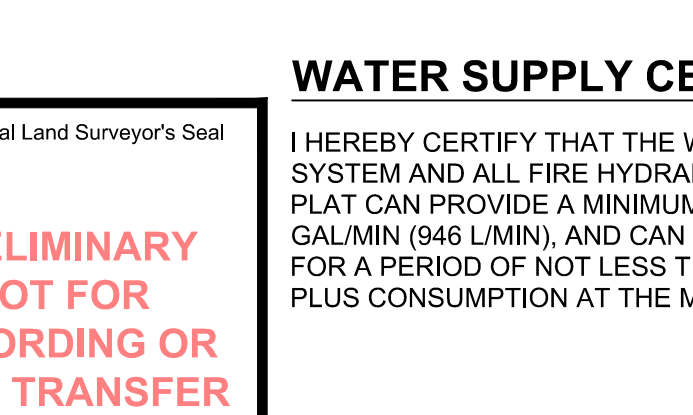 al Land Surveyor's Seal
ELIMINARY
OT FOR
ORDING OR
TRANSFER
WATER SUPPLY CE
I HEREBY CERTIFY THAT THE W
SYSTEM AND ALL FIRE HYDRA
PLAT CAN PROVIDE A MINIMUM
GAL/MIN (946 L/MIN), AND CAN
FOR A PERIOD OF NOT LESS T
PLUS CONSUMPTION AT THE M